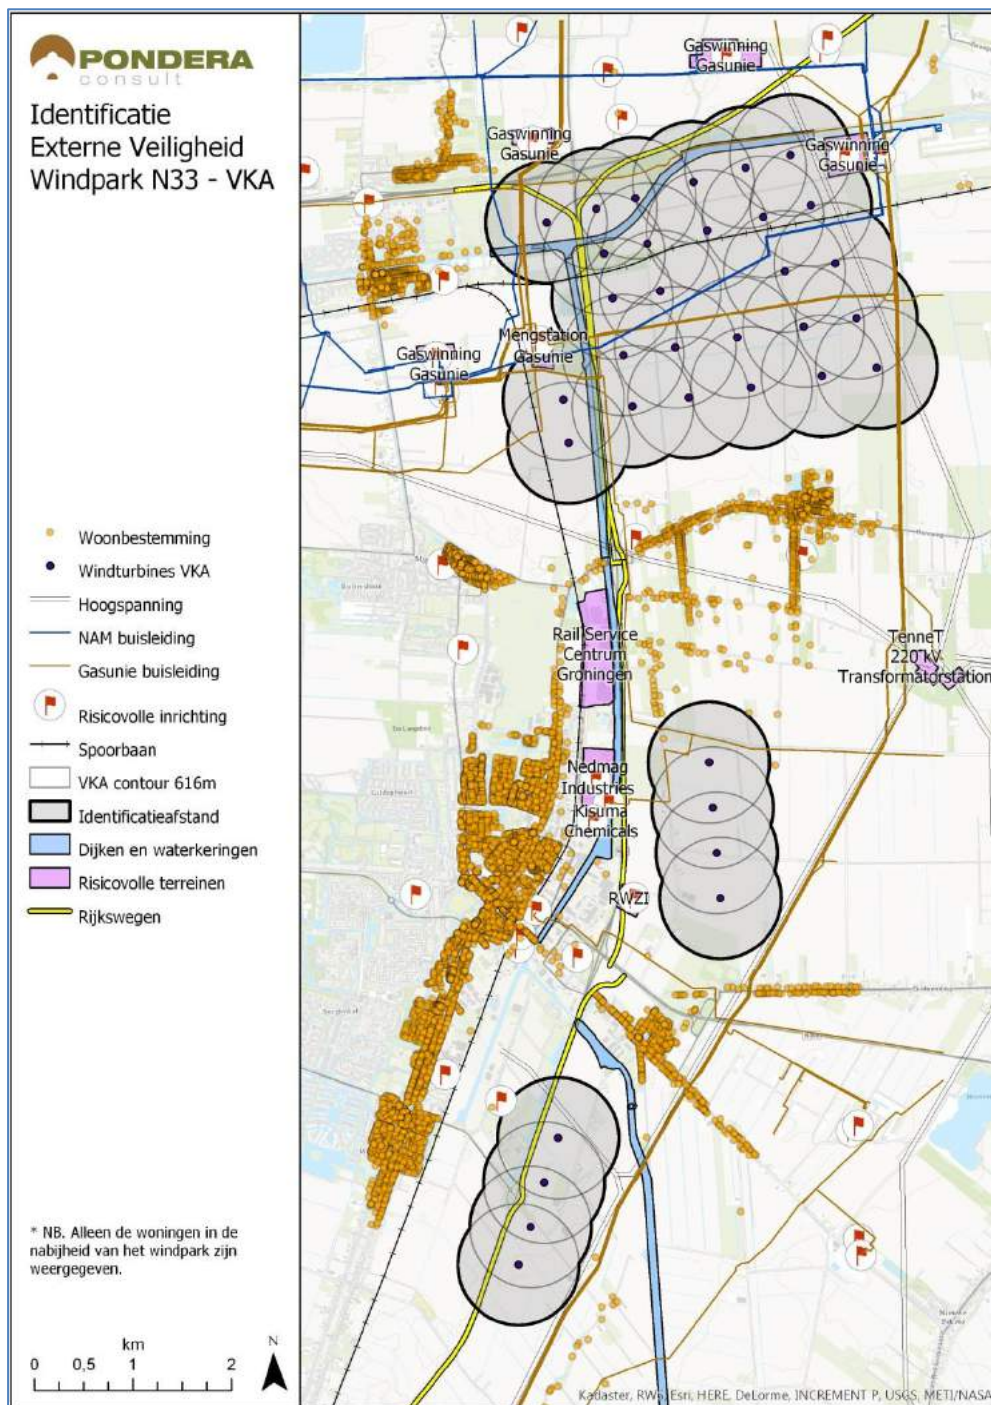 PONDERA
consult
Identificatie
Externe Veiligheid
Windpark N33 - VKA
Woonbestemming
Windturbines VKA
Hoogspanning
NAM buisleiding
Gasunie buisleiding
Risicovolle inrichting
Spoorbaan
VKA contour 616m
Identificatieafstand
Dijken en waterkeringen
Risicovolle terreinen
Rijkswegen
* NB. Alleen de woningen in de
nabijheid van het windpark zijn
weergegeven.
km
0 0,5 1 2
N
Gaswinning
Gasunie
Gaswinning
Gasunie
Gaswinning
Gasunie
Mengstation
Gasunie
Gaswinning
Gasunie
Rail Service
Centrum
Groningen
TenneT
220 kV
Transformatorstation
Nedmag
Industries
Kisuma
Chemicals
RWZI
Kadaster, RWS, Esri, HERE, DeLorme, INCREMENT P, USGS, METI/NASA